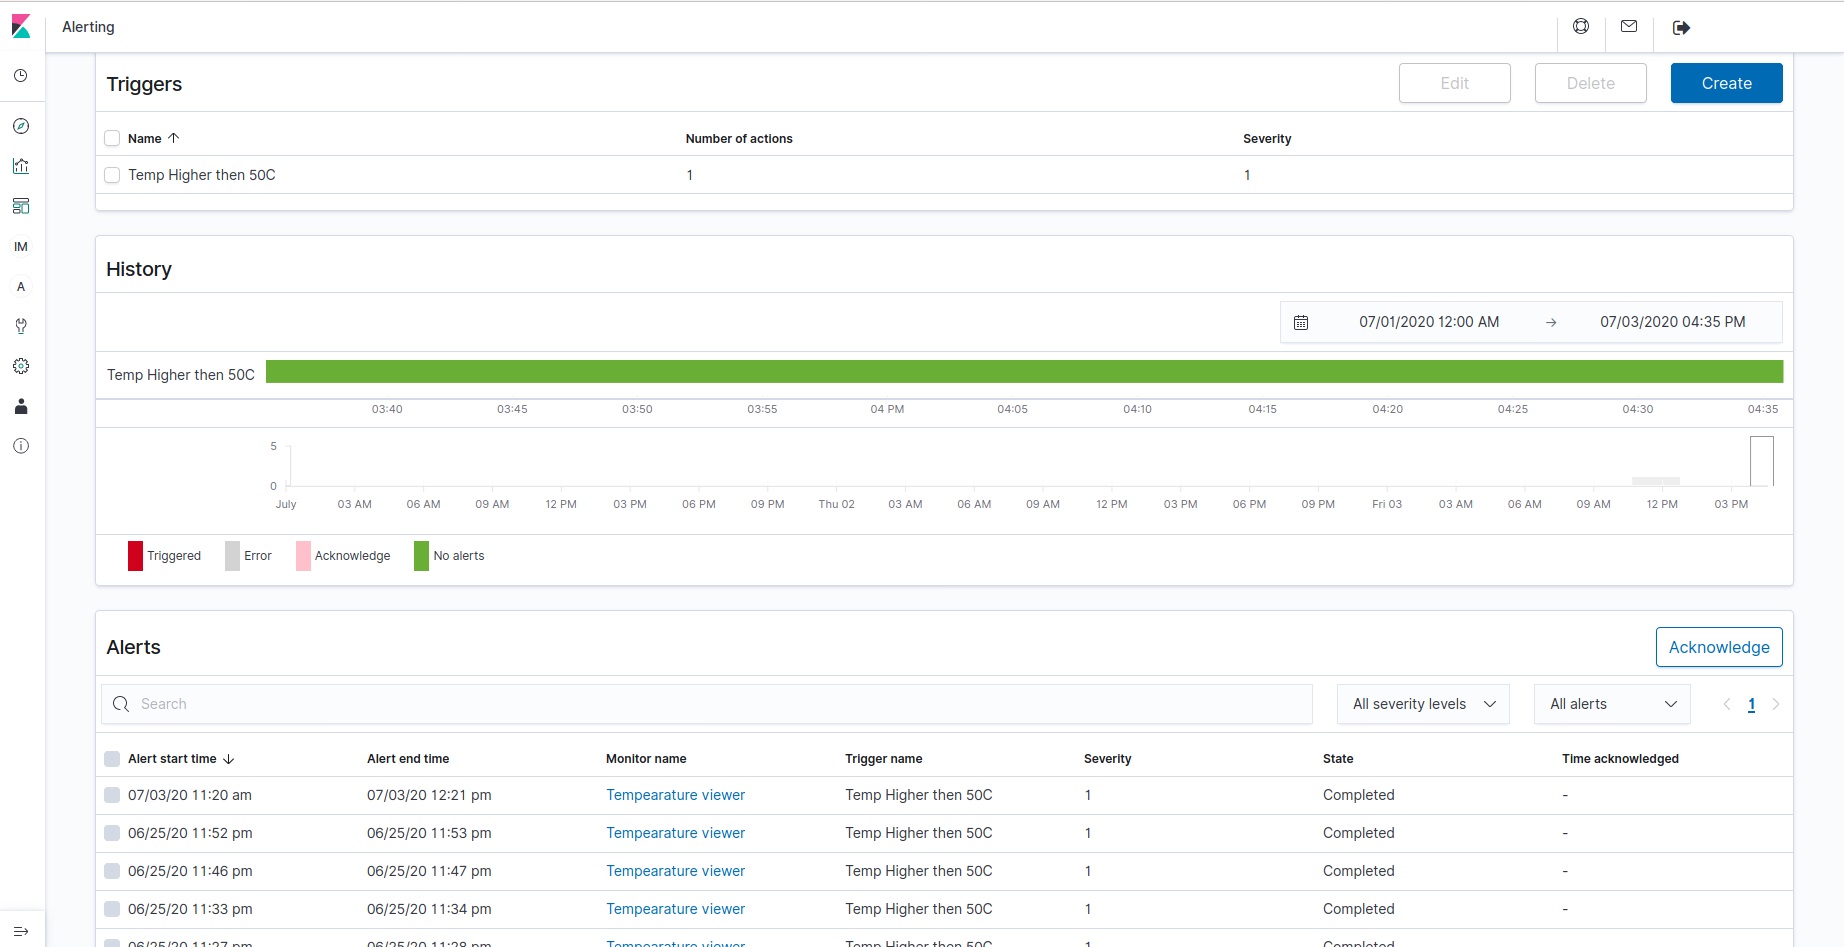 Alerting
Triggers
Edit Delete Create
Name Number of actions Severity
Temp Higher then 50C 1 1
IM
A
History
07/01/2020 12:00 AM → 07/03/2020 04:35 PM
Temp Higher then 50C
03:40 03:45 03:50 03:55 04 PM 04:05 04:10 04:15 04:20 04:25 04:30 04:35
5
0
July 03 AM 06 AM 09 AM 12 PM 03 PM 06 PM 09 PM Thu 02 03 AM 06 AM 09 AM 12 PM 03 PM 06 PM 09 PM Fri 03 03 AM 06 AM 09 AM 12 PM 03 PM
Triggered Error Acknowledge No alerts
Alerts
Acknowledge
Search All severity levels All alerts 1
Alert start time Alert end time Monitor name Trigger name Severity State Time acknowledged
07/03/20 11:20 am 07/03/20 12:21 pm Tempearature viewer Temp Higher then 50C 1 Completed -
06/25/20 11:52 pm 06/25/20 11:53 pm Tempearature viewer Temp Higher then 50C 1 Completed -
06/25/20 11:46 pm 06/25/20 11:47 pm Tempearature viewer Temp Higher then 50C 1 Completed -
06/25/20 11:33 pm 06/25/20 11:34 pm Tempearature viewer Temp Higher then 50C 1 Completed -
06/25/20 11:27 pm 06/25/20 11:28 pm Tempearature viewer Temp Higher then 50C 1 Completed